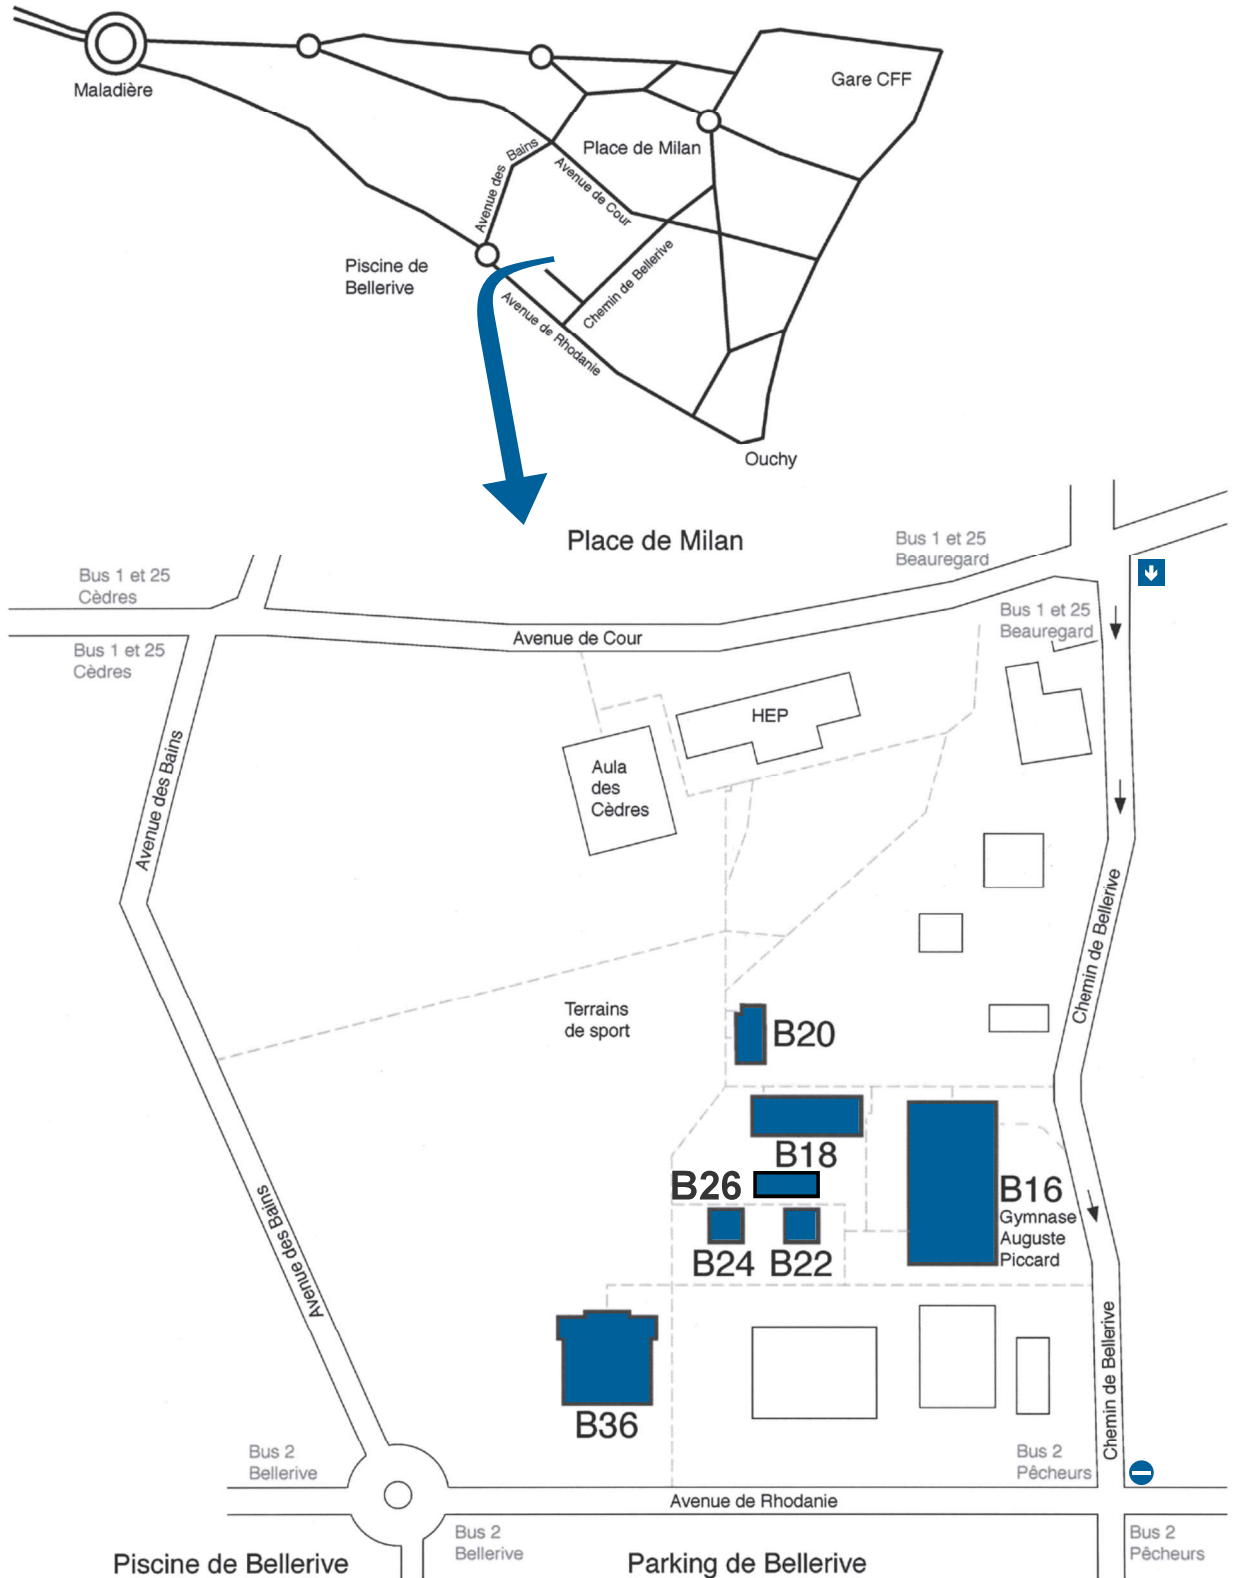 Maladière
Gare CFF
Place de Milan
Avenue des
Bains
Avenue de Cour
Piscine de
Bellerive
Chemin de Bellerive
Avenue de Rhodanie
Ouchy
Place de Milan
Bus 1 et 25
Beauregard
Bus 1 et 25
Cèdres
Bus 1 et 25
Beauregard
Avenue de Cour
Bus 1 et 25
Cèdres
HEP
Avenue des Bains
Aula
des
Cèdres
Chemin de Bellerive
Terrains
de sport
B20
B18
B26
B16
Gymnase
Auguste
Piccard
B24
B22
Avenue des Bains
B36
Chemin de Bellerive
Bus 2
Bellerive
Bus 2
Pêcheurs
Avenue de Rhodanie
Bus 2
Bellerive
Bus 2
Pêcheurs
Piscine de Bellerive
Parking de Bellerive